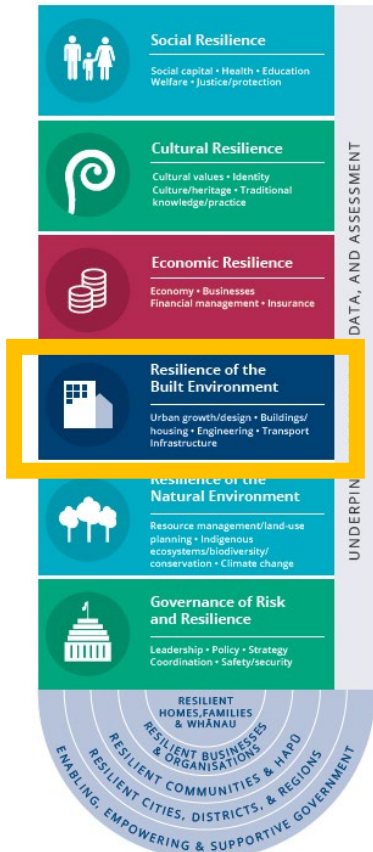 Social Resilience
Social capital • Health • Education
Welfare • Justice/protection
Cultural Resilience
Cultural values • Identity
Culture/heritage • Traditional
knowledge/practice
Economic Resilience
Economy • Businesses
Financial management • Insurance
Resilience of the
Built Environment
Urban growth/design • Buildings/
housing • Engineering • Transport
Infrastructure
Resilience of the
Natural Environment
Resource management/land-use
planning • Indigenous
ecosystems/biodiversity/
conservation • Climate change
Governance of Risk
and Resilience
Leadership • Policy • Strategy
Coordination • Safety/security
DATA, AND ASSESSMENT
RESILIENT
HOMES,FAMILIES
& WHĀNAU
RESILIENT BUSINESSES
& ORGANISATIONS
RESILIENT COMMUNITIES & HAPŪ
RESILIENT CITIES, DISTRICTS, & REGIONS
ENABLING, EMPOWERING & SUPPORTIVE GOVERNMENT